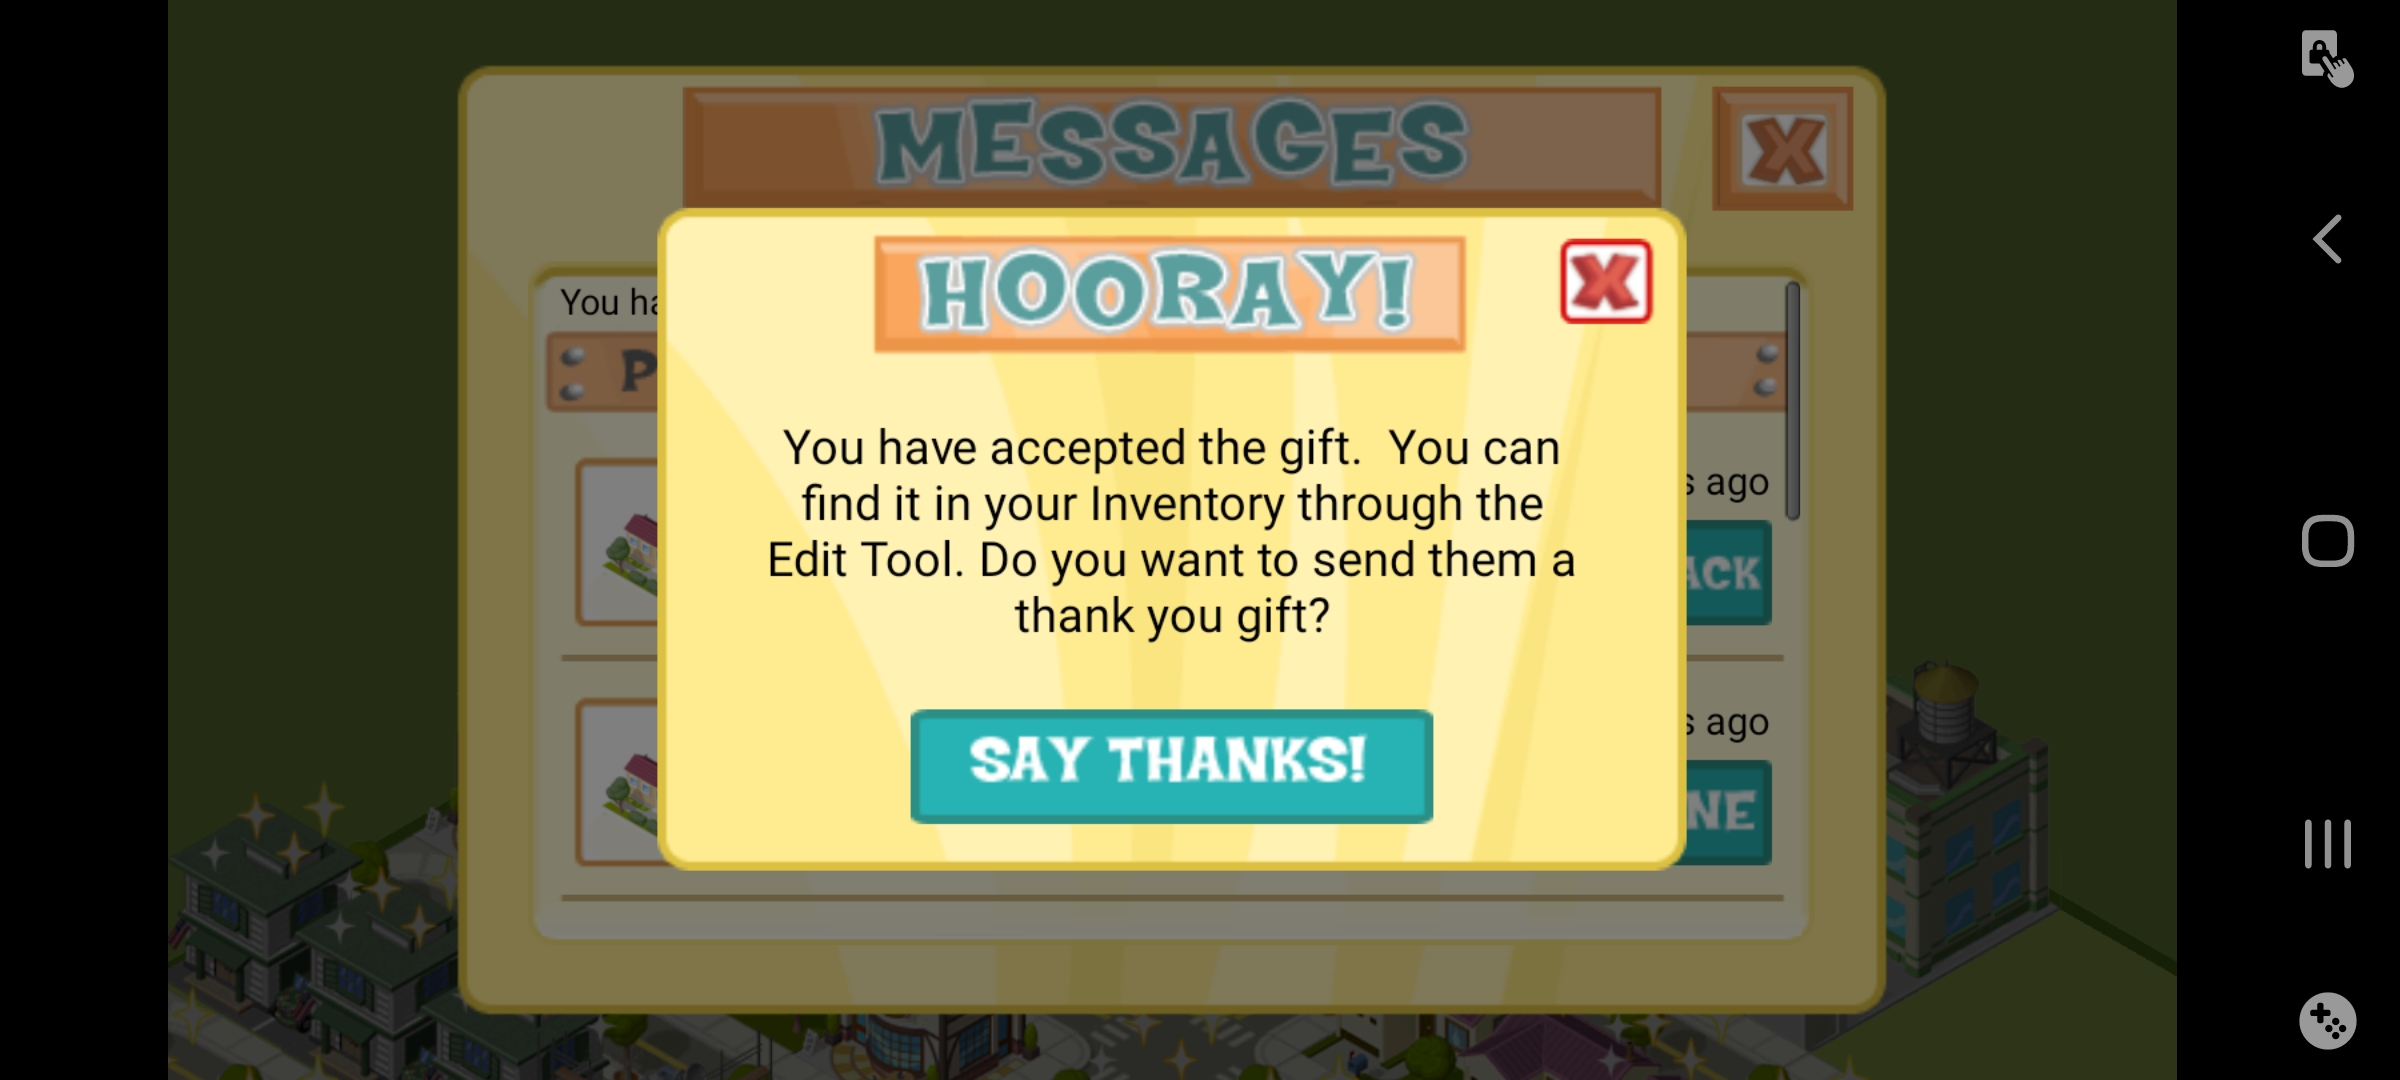 MESSAGES
HOORAY!
You ha
P
You have accepted the gift.  You can
find it in your Inventory through the
Edit Tool. Do you want to send them a
thank you gift?
s ago
ACK
SAY THANKS!
s ago
NE